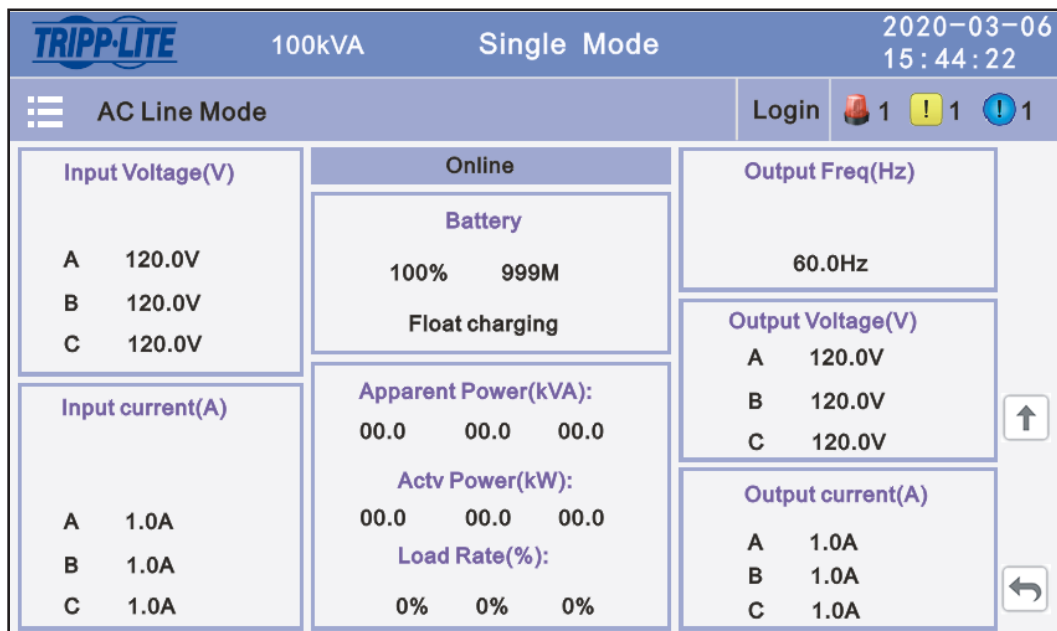 TRIPP·LITE 100kVA Single Mode 2020-03-06
15:44:22
AC Line Mode Login 1 ! 1 ! 1
Input Voltage(V)
A 120.0V
B 120.0V
C 120.0V
Input current(A)
A 1.0A
B 1.0A
C 1.0A
Online
Battery
100% 999M
Float charging
Apparent Power(kVA):
00.0 00.0 00.0
Actv Power(kW):
00.0 00.0 00.0
Load Rate(%):
0% 0% 0%
Output Freq(Hz)
60.0Hz
Output Voltage(V)
A 120.0V
B 120.0V
C 120.0V
Output current(A)
A 1.0A
B 1.0A
C 1.0A